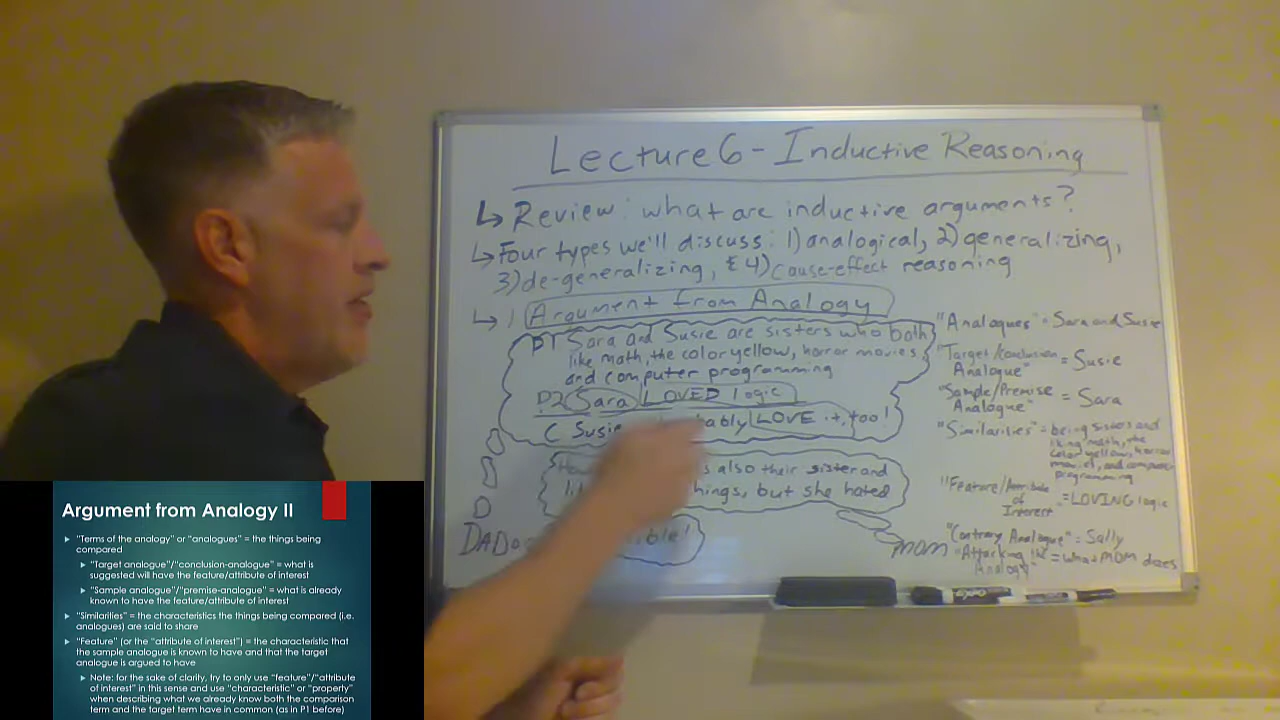 Lecture 6 - Inductive Reasoning
↳ Review: what are inductive arguments?
↳ Four types we'll discuss: 1) analogical, 2) generalizing,
3) de-generalizing, & 4) cause-effect reasoning
↳ 1 Argument from Analogy
P1 Sara and Susie are sisters who both
like math, the color yellow, horror movies,
and computer programming
P2 Sara LOVED logic
C Susie LOVE it, too!
also their sister and
things, but she hated
DAD
mom
"Analogues" = Sara and Susie
"Target/Conclusion
Analogue" = Susie
"Sample/Premise
Analogue" = Sara
"Similarities" = being sisters and
liking math, the
color yellow, horror
movies, and computer
programming
"Feature/Attribute
of
Interest" = LOVING logic
"Contrary Analogue" = Sally
"Attacking the
Analogy" = what MOM does
EXPO
Argument from Analogy II
"Terms of the analogy" or "analogues" = the things being
compared
"Target analogue"/"conclusion-analogue" = what is
suggested will have the feature/attribute of interest
"Sample analogue"/"premise-analogue" = what is already
known to have the feature/attribute of interest
"Similarities" = the characteristics the things being compared (i.e.
analogues) are said to share
"Feature" (or the "attribute of interest") = the characteristic that
the sample analogue is known to have and that the target
analogue is argued to have
Note: for the sake of clarity, try to only use "feature"/"attribute
of interest" in this sense and use "characteristic" or "property"
when describing what we already know both the comparison
term and the target term have in common (as in P1 before)